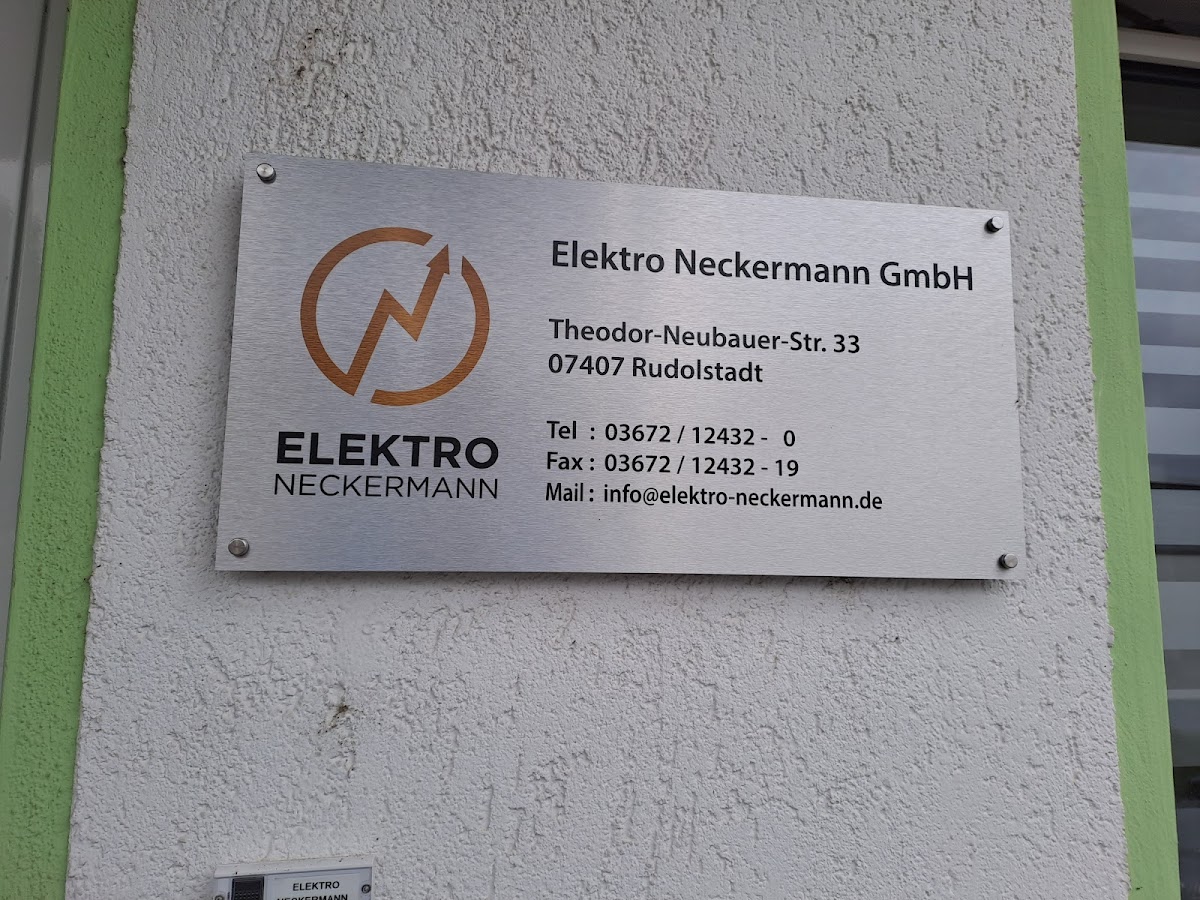 Elektro Neckermann GmbH
Theodor-Neubauer-Str. 33
07407 Rudolstadt
Tel : 03672 / 12432 - 0
Fax : 03672 / 12432 - 19
Mail : info@elektro-neckermann.de
ELEKTRO
NECKERMANN
ELEKTRO
NECKERMANN